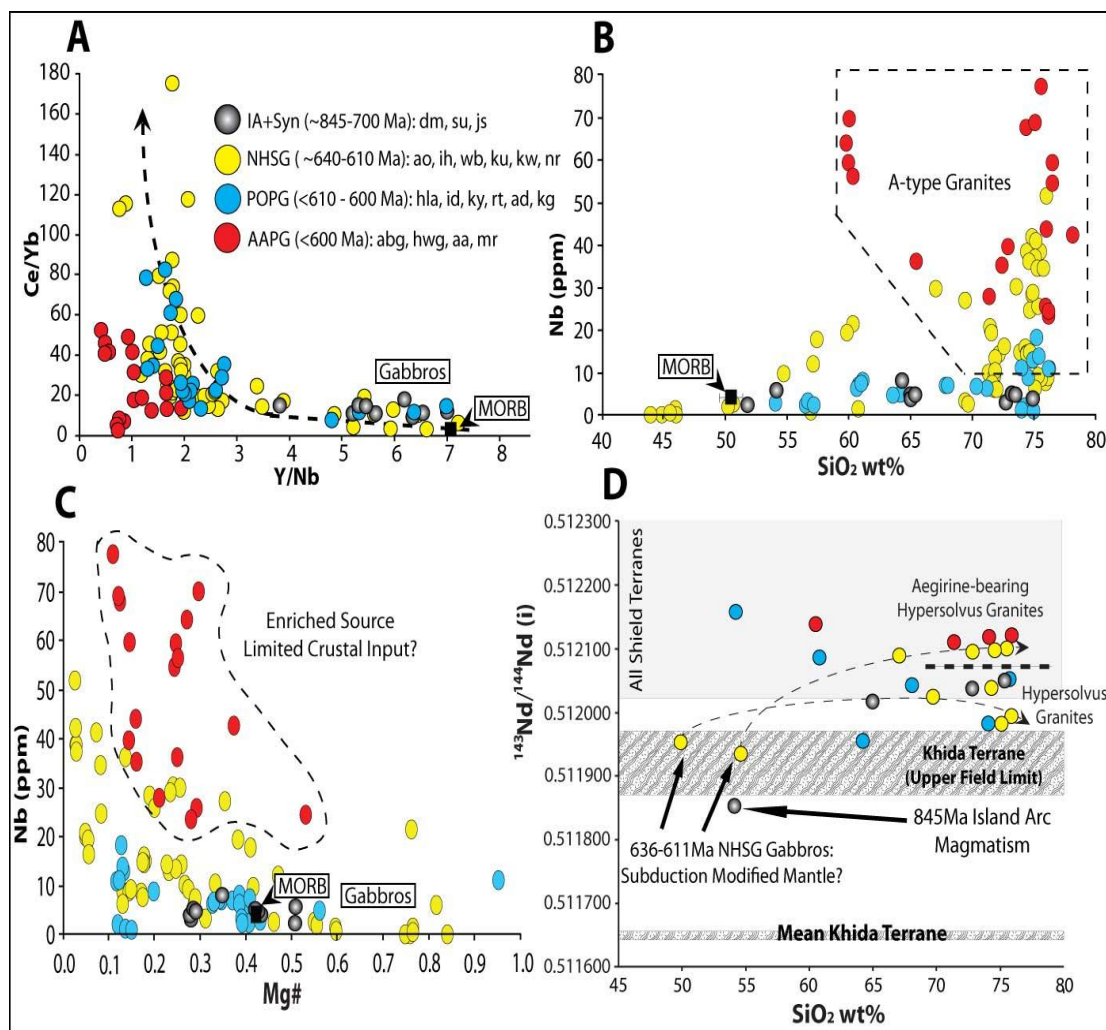 A
180
160
140
120
100
80
60
40
20
0
Ce/Yb
0 1 2 3 4 5 6 7 8
Y/Nb
IA+Syn (~845-700 Ma): dm, su, js
NHSG ( ~640-610 Ma): ao, ih, wb, ku, kw, nr
POPG (<610 - 600 Ma): hla, id, ky, rt, ad, kg
AAPG (<600 Ma): abg, hwg, aa, mr
Gabbros
MORB
B
80
70
60
50
40
30
20
10
0
Nb (ppm)
40 45 50 55 60 65 70 75 80
SiO₂ wt%
A-type Granites
MORB
C
80
70
60
50
40
30
20
10
0
Nb (ppm)
0.0 0.1 0.2 0.3 0.4 0.5 0.6 0.7 0.8 0.9 1.0
Mg#
Enriched Source
Limited Crustal Input?
MORB
Gabbros
D
0.512300
0.512200
0.512100
0.512000
0.511900
0.511800
0.511700
0.511600
¹⁴³Nd/¹⁴⁴Nd (i)
45 50 55 60 65 70 75 80
SiO₂ wt%
All Shield Terranes
Aegirine-bearing
Hypersolvus Granites
Hypersolvus
Granites
Khida Terrane
(Upper Field Limit)
845Ma Island Arc
Magmatism
636-611Ma NHSG Gabbros:
Subduction Modified Mantle?
Mean Khida Terrane